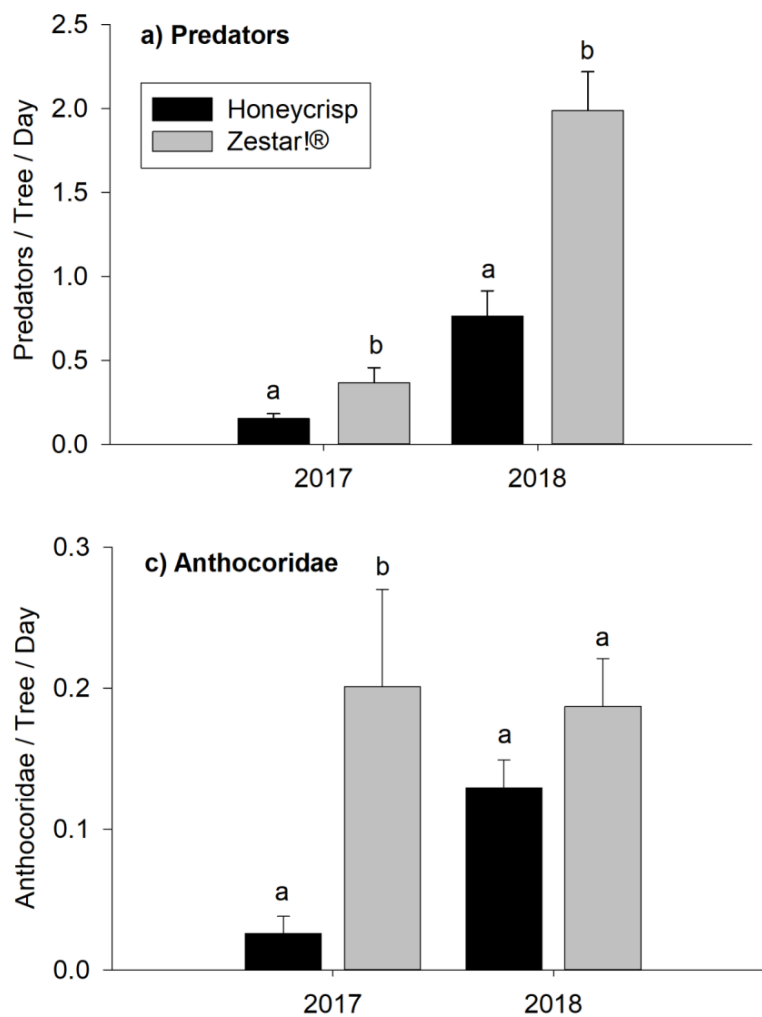 a) Predators
Honeycrisp
Zestar!®
Predators / Tree / Day
2.5
2.0
1.5
1.0
0.5
0.0
a
b
a
b
2017
2018
c) Anthocoridae
Anthocoridae / Tree / Day
0.3
0.2
0.1
0.0
a
b
a
a
2017
2018